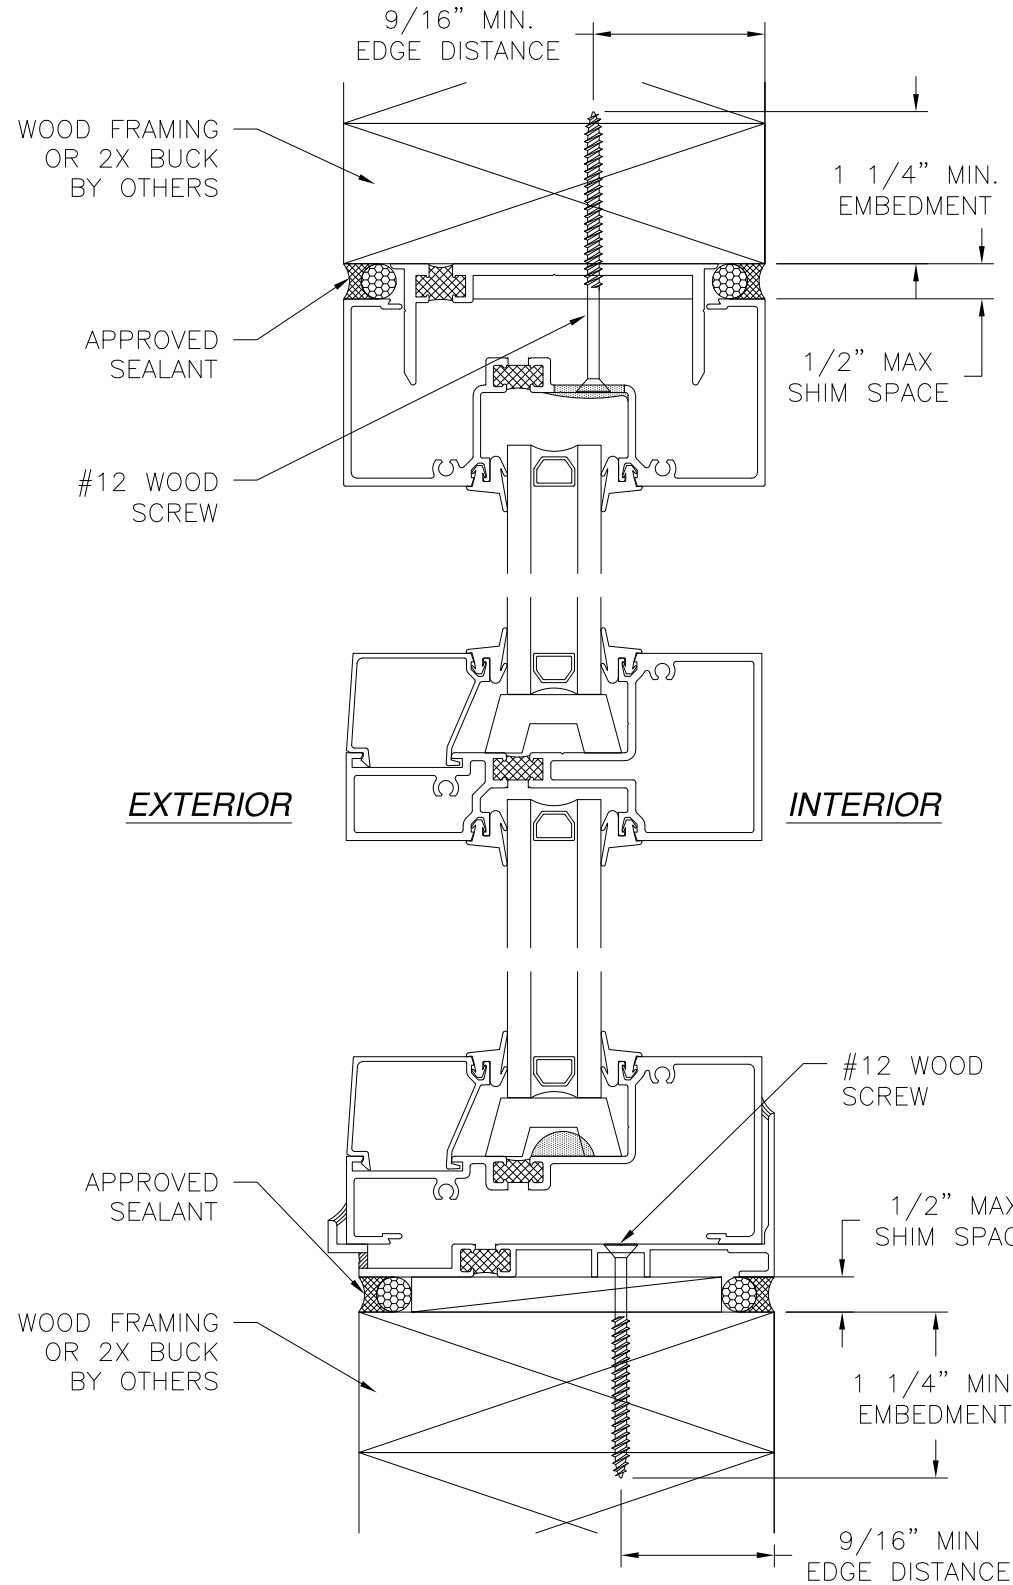 9/16” MIN.
EDGE DISTANCE
WOOD FRAMING
OR 2X BUCK
BY OTHERS
1 1/4” MIN.
EMBEDMENT
APPROVED
SEALANT
1/2” MAX
SHIM SPACE
#12 WOOD
SCREW
EXTERIOR
INTERIOR
#12 WOOD
SCREW
APPROVED
SEALANT
1/2” MAX
SHIM SPAC
WOOD FRAMING
OR 2X BUCK
BY OTHERS
1 1/4” MIN
EMBEDMENT
9/16” MIN
EDGE DISTANCE